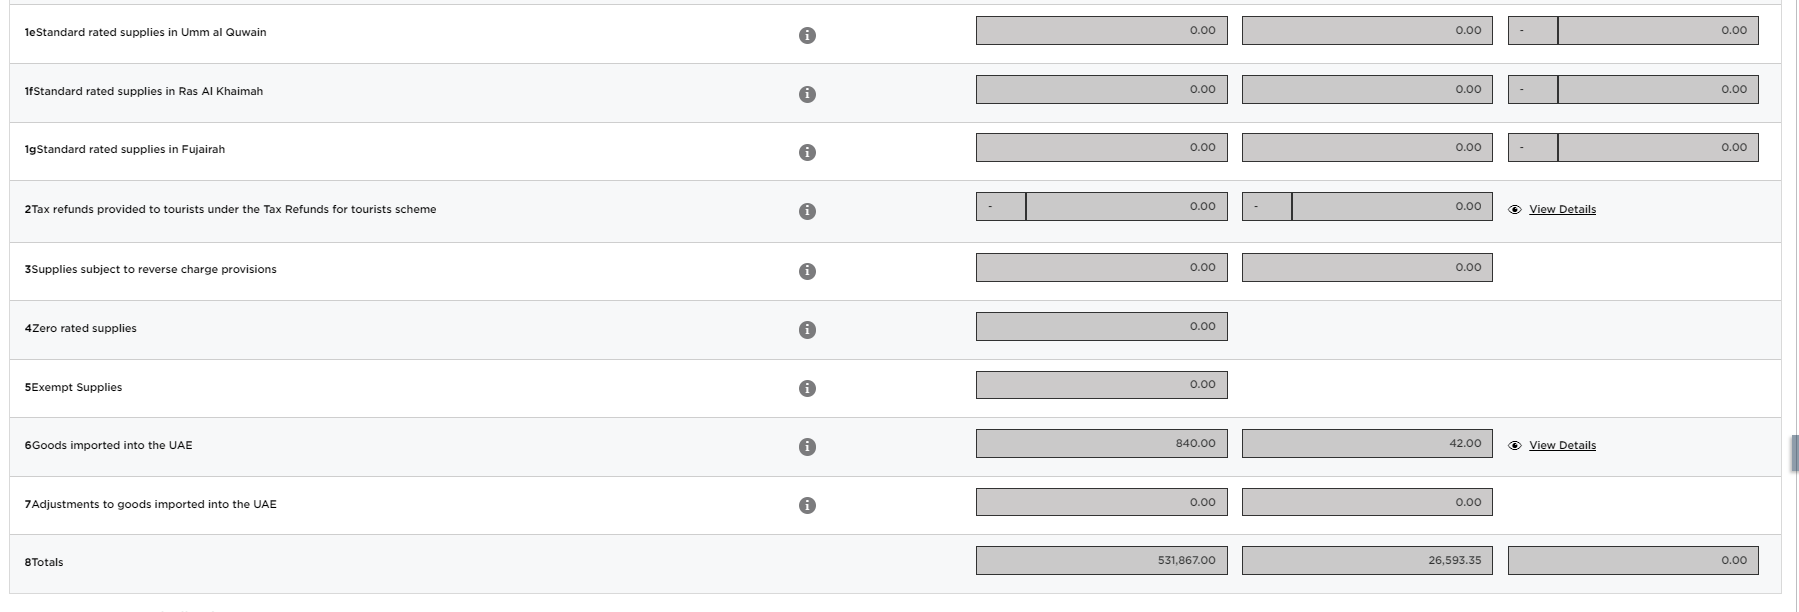 1eStandard rated supplies in Umm al Quwain 0.00 0.00 - 0.00
1fStandard rated supplies in Ras Al Khaimah 0.00 0.00 - 0.00
1gStandard rated supplies in Fujairah 0.00 0.00 - 0.00
2Tax refunds provided to tourists under the Tax Refunds for tourists scheme - 0.00 - 0.00 View Details
3Supplies subject to reverse charge provisions 0.00 0.00
4Zero rated supplies 0.00
5Exempt Supplies 0.00
6Goods imported into the UAE 840.00 42.00 View Details
7Adjustments to goods imported into the UAE 0.00 0.00
8Totals 531,867.00 26,593.35 0.00